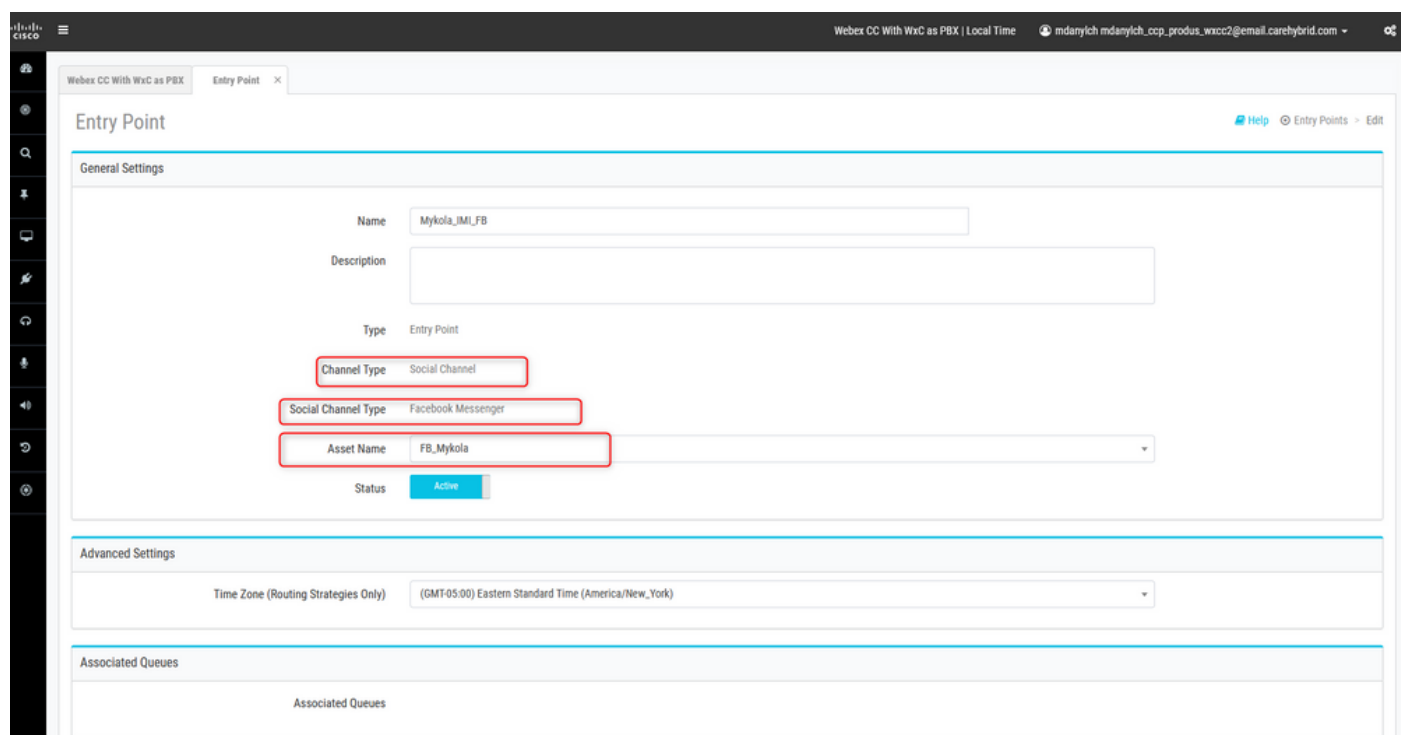 cisco
Webex CC With WxC as PBX | Local Time mdanylch mdanylch_ccp_produs_wxcc2@email.carehybrid.com
Webex CC With WxC as PBX Entry Point ×
Entry Point
Help Entry Points > Edit
General Settings
Name Mykola_IMI_FB
Description
Type Entry Point
Channel Type Social Channel
Social Channel Type Facebook Messenger
Asset Name FB_Mykola
Status Active
Advanced Settings
Time Zone (Routing Strategies Only) (GMT-05:00) Eastern Standard Time (America/New_York)
Associated Queues
Associated Queues